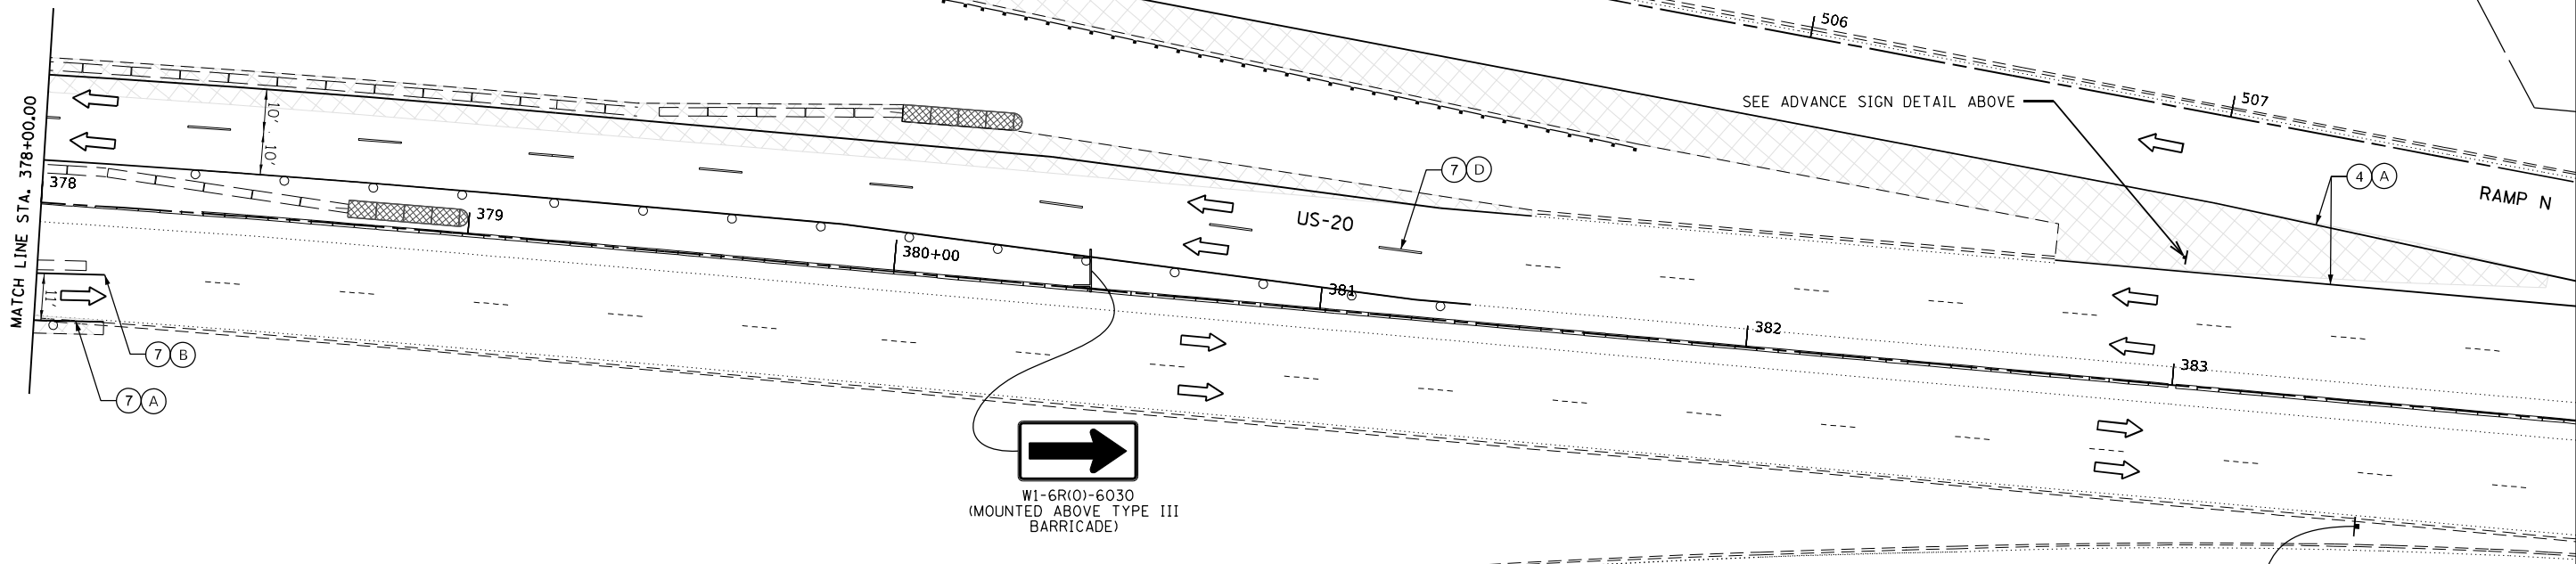 MATCH LINE STA. 378+00.00
378
10'
10'
11'
7 B
7 A
379
380+00
381
382
383
US-20
7 D
SEE ADVANCE SIGN DETAIL ABOVE
506
507
4 A
RAMP N
W1-6R(O)-6030
(MOUNTED ABOVE TYPE III
BARRICADE)